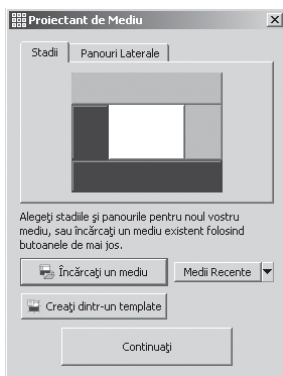 Proiectant de Mediu
Stadii
Panouri Laterale
Alegeţi stadiile şi panourile pentru noul vostru
mediu, sau încărcaţi un mediu existent folosind
butoanele de mai jos.
Încărcaţi un mediu
Medii Recente
Creaţi dintr-un template
Continuaţi